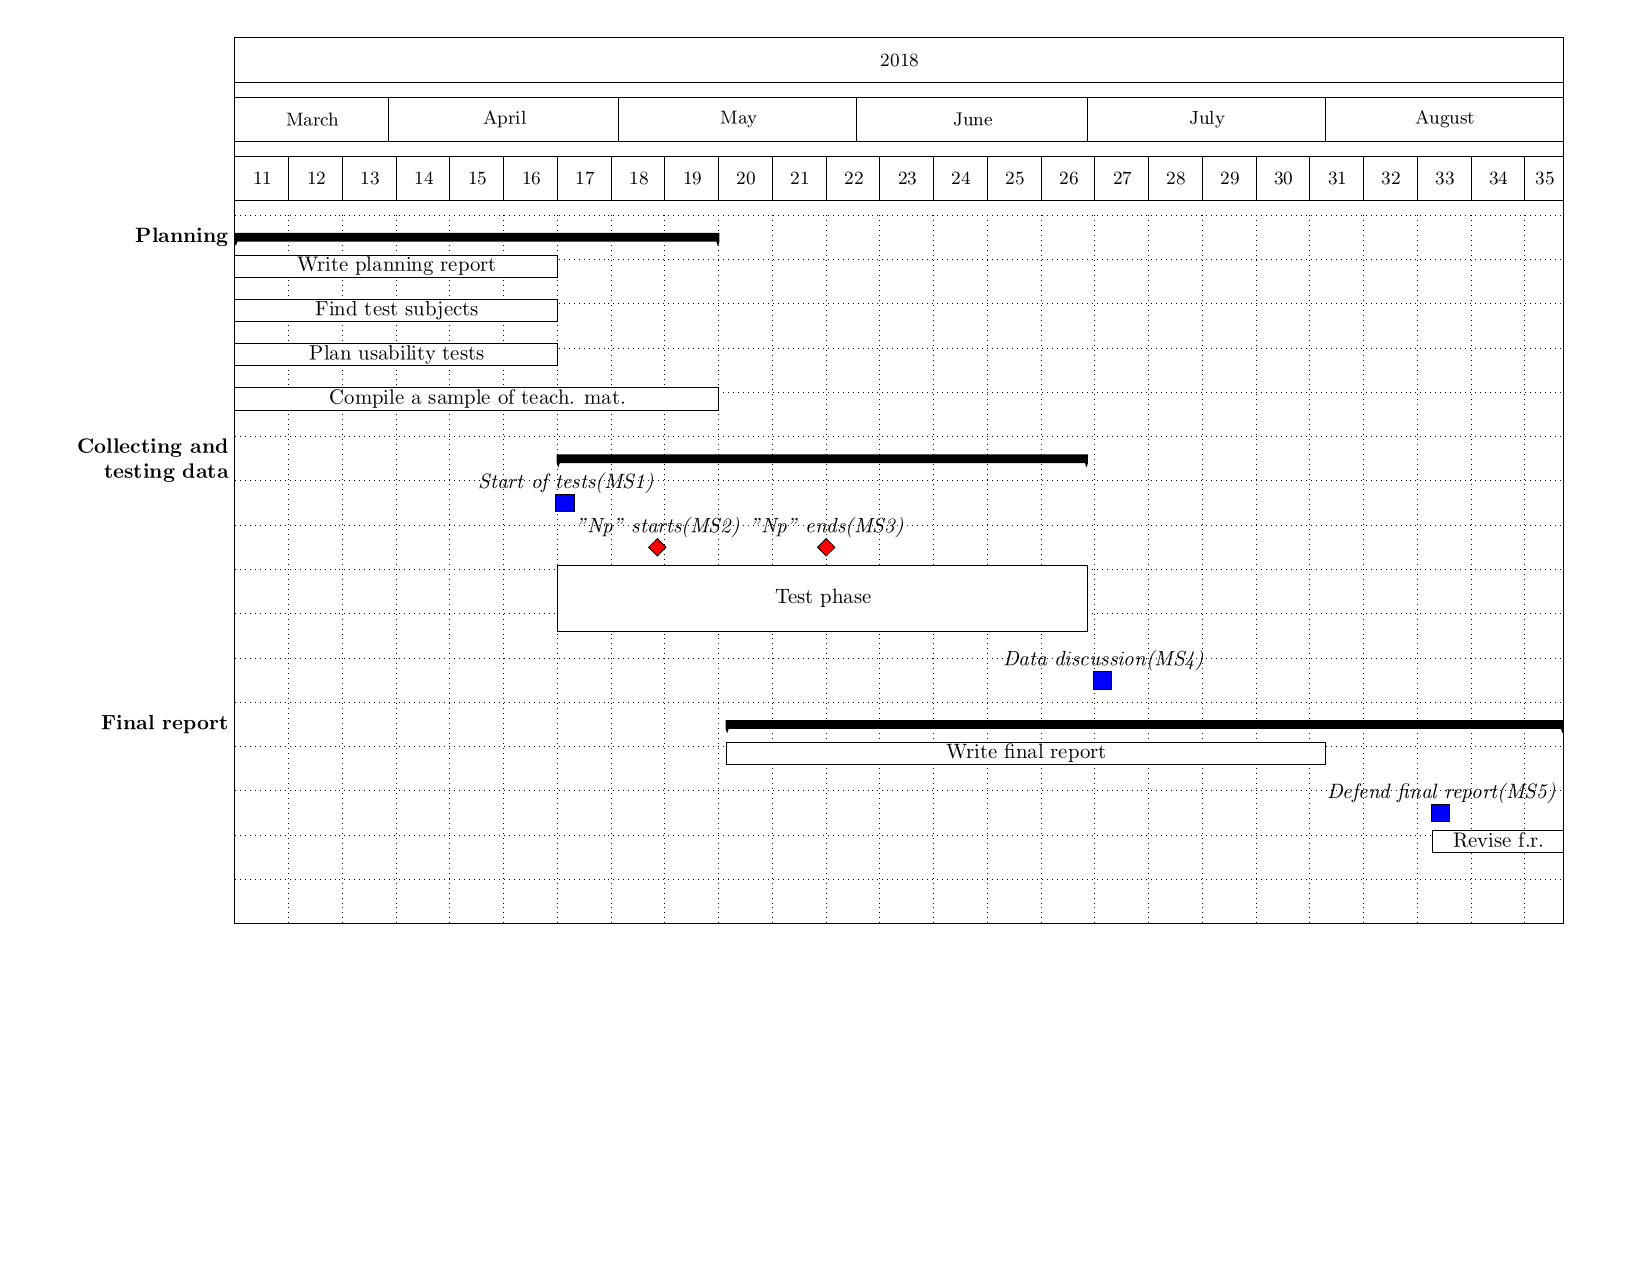 2018
March April May June July August
11 12 13 14 15 16 17 18 19 20 21 22 23 24 25 26 27 28 29 30 31 32 33 34 35
Planning
Write planning report
Find test subjects
Plan usability tests
Compile a sample of teach. mat.
Collecting and
testing data
Start of tests(MS1)
"Np" starts(MS2) "Np" ends(MS3)
Test phase
Data discussion(MS4)
Final report
Write final report
Defend final report(MS5)
Revise f.r.